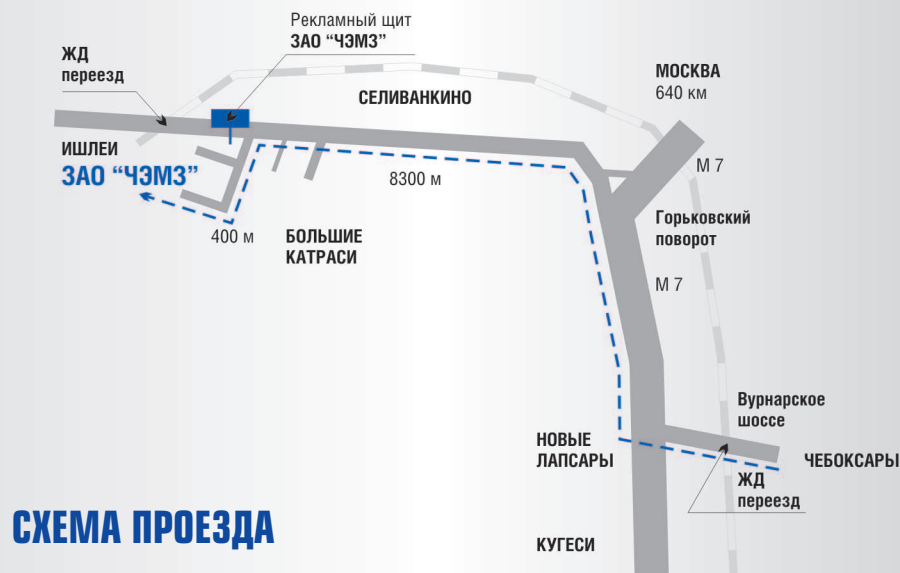 Рекламный щит
ЗАО “ЧЭМЗ”
ЖД
переезд
МОСКВА
640 км
СЕЛИВАНКИНО
ИШЛЕИ
ЗАО “ЧЭМЗ”
8300 м
М 7
Горьковский
поворот
400 м
БОЛЬШИЕ
КАТРАСИ
М 7
Вурнарское
шоссе
НОВЫЕ
ЛАПСАРЫ
ЧЕБОКСАРЫ
ЖД
переезд
СХЕМА ПРОЕЗДА
КУГЕСИ